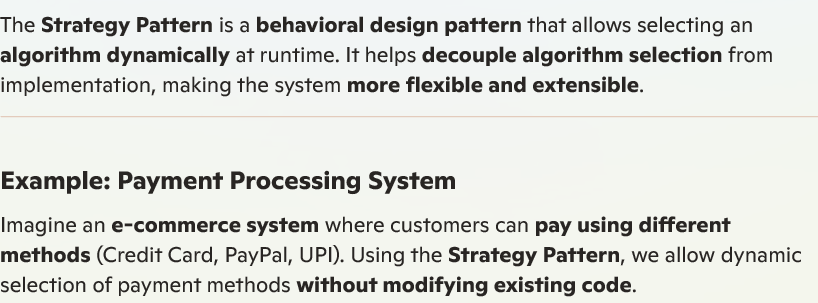 The Strategy Pattern is a behavioral design pattern that allows selecting an
algorithm dynamically at runtime. It helps decouple algorithm selection from
implementation, making the system more flexible and extensible.
Example: Payment Processing System
Imagine an e-commerce system where customers can pay using different
methods (Credit Card, PayPal, UPI). Using the Strategy Pattern, we allow dynamic
selection of payment methods without modifying existing code.